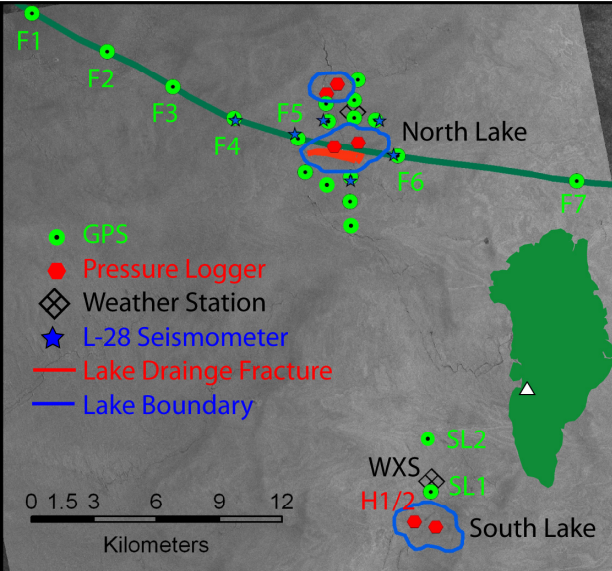 F1
F2
F3
F4
F5
North Lake
F6
F7
GPS
Pressure Logger
Weather Station
L-28 Seismometer
Lake Drainge Fracture
Lake Boundary
SL2
WXS
SL1
H1/2
South Lake
0 1.5 3 6 9 12
Kilometers